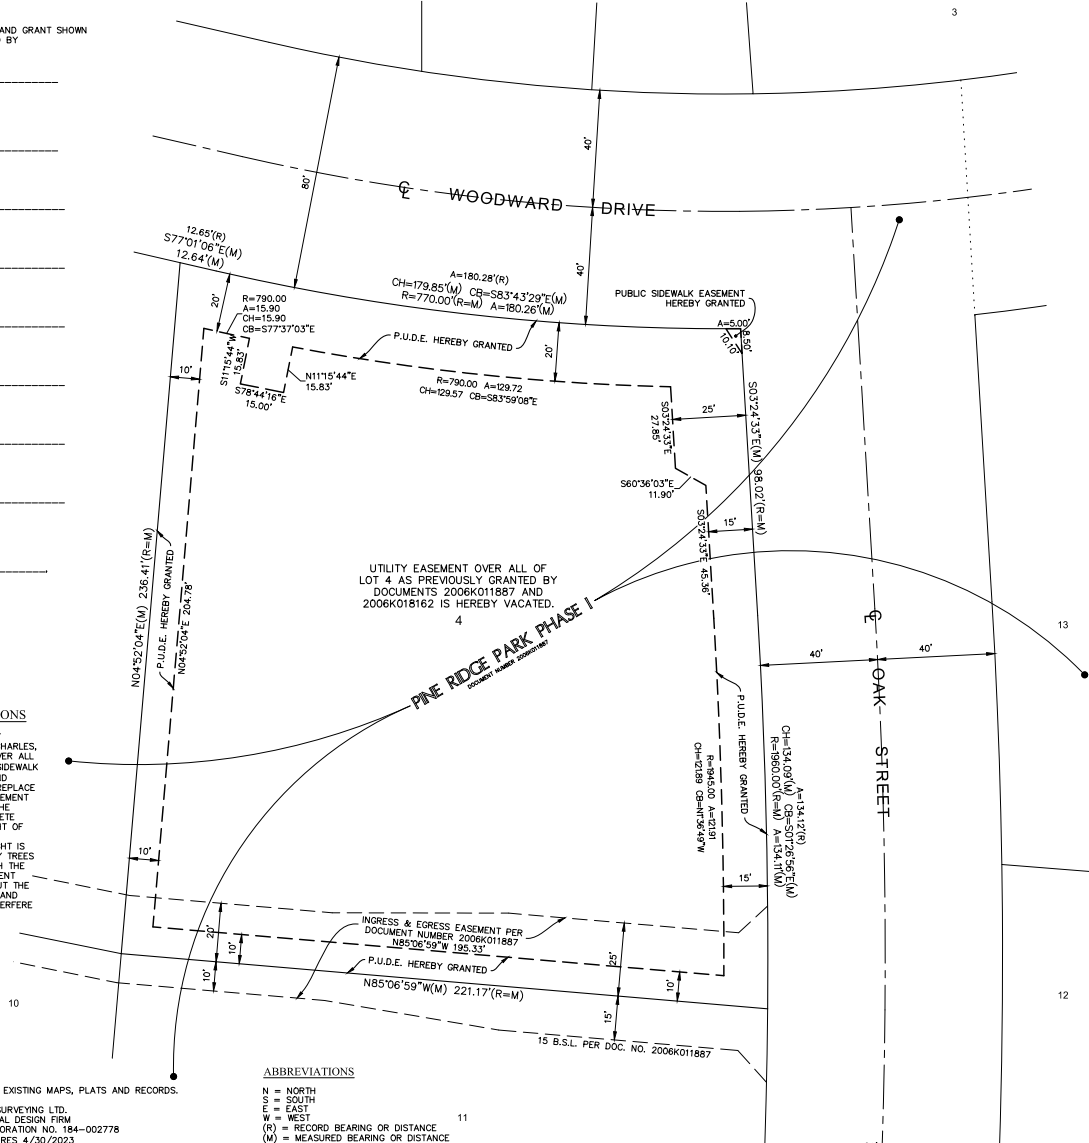 3
AND GRANT SHOWN
BY
40'
80'
℄ WOODWARD DRIVE
12.65'(R)
S77°01'06"E(M)
12.64'(M)
40'
20'
A=180.28'(R)
CH=179.85'(M) CB=S83°43'29"E(M)
R=770.00'(R=M) A=180.26'(M)
PUBLIC SIDEWALK EASEMENT
HEREBY GRANTED
R=790.00
A=15.90
CH=15.90
CB=S77°37'03"E
A=5.00'
8.50'
10.10'
P.U.D.E. HEREBY GRANTED
20'
S11°15'44"W
15.83'
10'
N11°15'44"E
15.83'
S78°44'16"E
15.00'
R=790.00 A=129.72
CH=129.57 CB=S83°59'08"E
25'
S03°24'33"E
27.85'
S03°24'33"E(M) 98.02'(R=M)
S60°36'03"E
11.90'
15'
S03°24'33"E 45.36'
N04°52'04"E(M) 236.41'(R=M)
P.U.D.E. HEREBY GRANTED
N04°52'04"E 204.78'
UTILITY EASEMENT OVER ALL OF
LOT 4 AS PREVIOUSLY GRANTED BY
DOCUMENTS 2006K011887 AND
2006K018162 IS HEREBY VACATED.
4
PINE RIDGE PARK PHASE I
DOCUMENT NUMBER 2006K011887
13
40'
40'
℄ OAK STREET
P.U.D.E. HEREBY GRANTED
R=1945.00 A=121.91
CH=121.89 CB=N1°36'49"W
A=134.12'(R)
CH=134.09'(M) CB=S01°26'56"E(M)
R=1960.00'(R=M) A=134.11'(M)
ONS
HARLES,
VER ALL
SIDEWALK
ND
REPLACE
EMENT
HE
ETE
T OF
HT IS
Y TREES
H THE
ENT
UT THE
AND
ERFERE
10'
15'
INGRESS & EGRESS EASEMENT PER
DOCUMENT NUMBER 2006K011887
N85°06'59"W 195.33'
20'
10'
10'
P.U.D.E. HEREBY GRANTED
25'
10'
N85°06'59"W(M) 221.17'(R=M)
10
12
15'
15 B.S.L. PER DOC. NO. 2006K011887
EXISTING MAPS, PLATS AND RECORDS.
SURVEYING LTD.
AL DESIGN FIRM
ORATION NO. 184-002778
RES 4/30/2023
ABBREVIATIONS
N = NORTH
S = SOUTH
E = EAST
W = WEST
(R) = RECORD BEARING OR DISTANCE
(M) = MEASURED BEARING OR DISTANCE
11